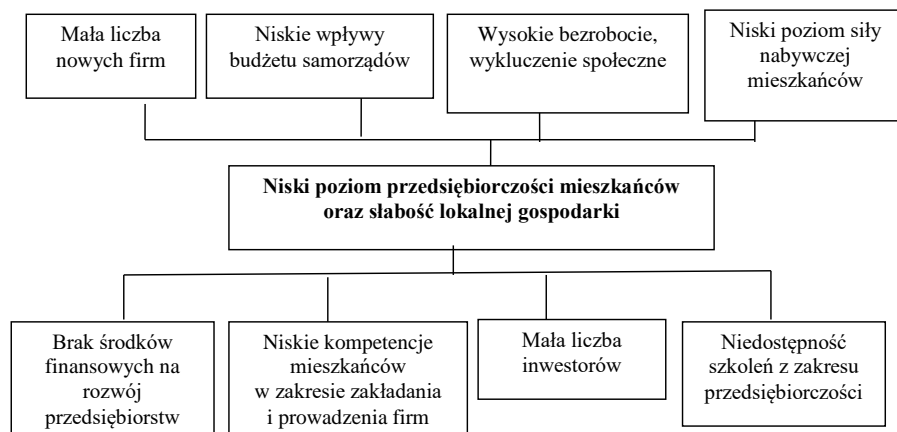 Mała liczba
nowych firm
Niskie wpływy
budżetu samorządów
Wysokie bezrobocie,
wykluczenie społeczne
Niski poziom siły
nabywczej
mieszkańców
Niski poziom przedsiębiorczości mieszkańców
oraz słabość lokalnej gospodarki
Brak środków
finansowych na
rozwój
przedsiębiorstw
Niskie kompetencje
mieszkańców
w zakresie zakładania
i prowadzenia firm
Mała liczba
inwestorów
Niedostępność
szkoleń z zakresu
przedsiębiorczości